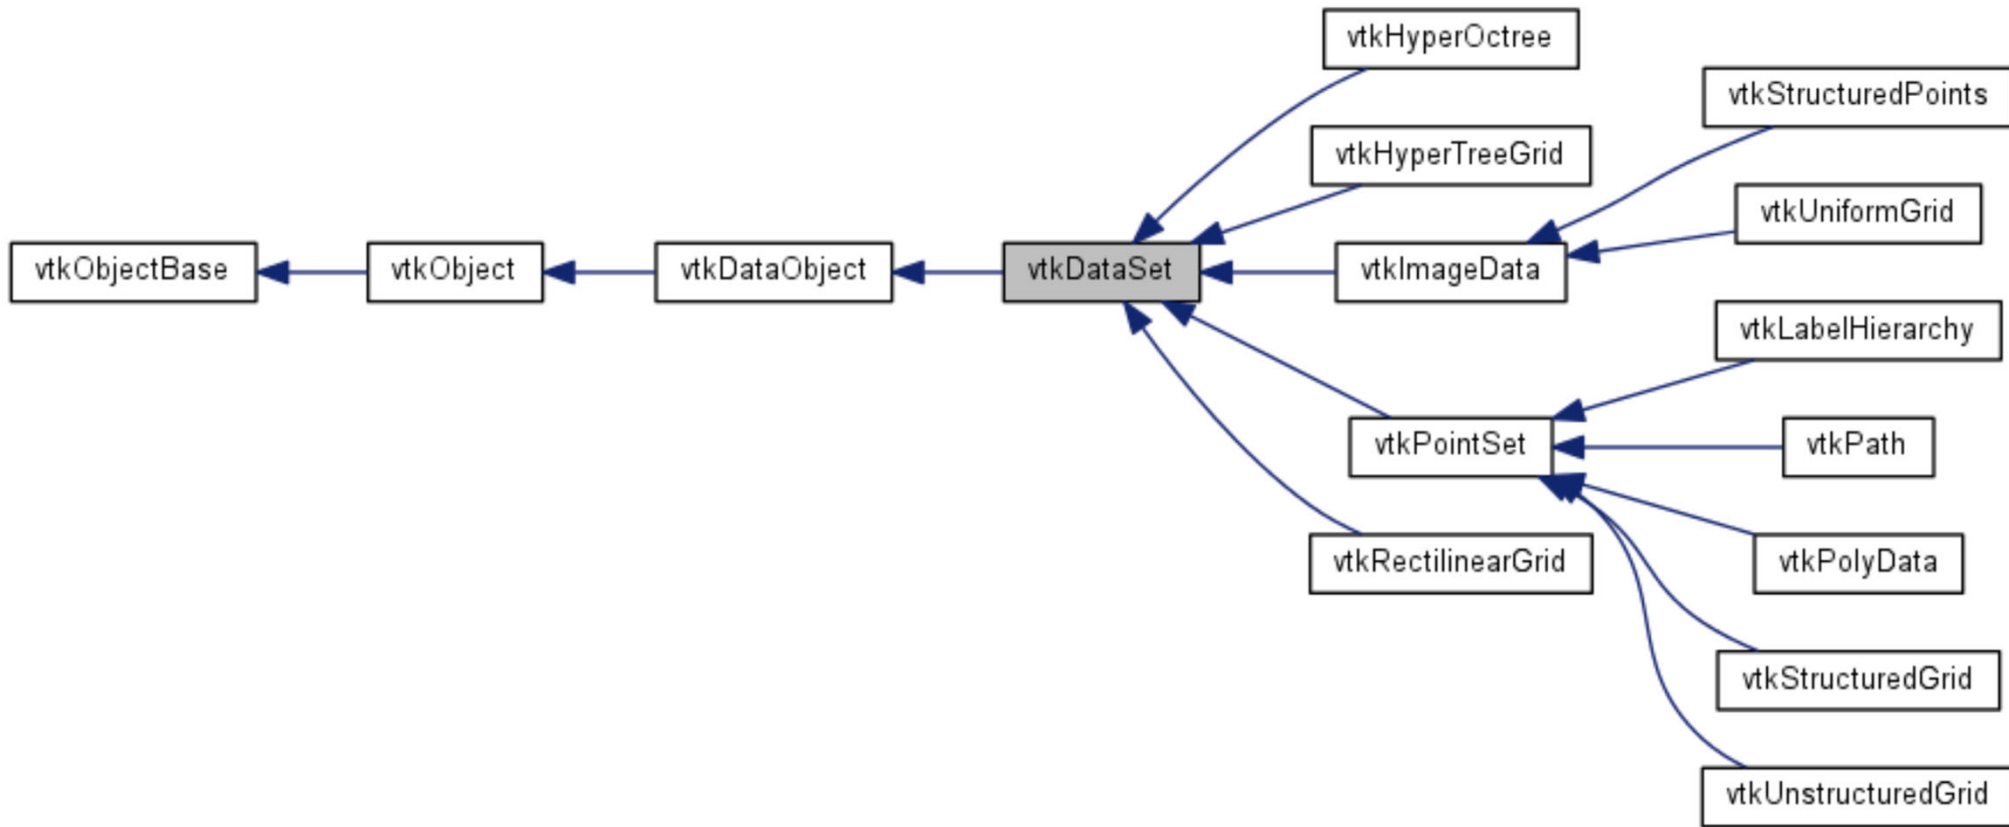 vtkHyperOctree
vtkStructuredPoints
vtkHyperTreeGrid
vtkUniformGrid
vtkObjectBase
vtkObject
vtkDataObject
vtkDataSet
vtkImageData
vtkLabelHierarchy
vtkPointSet
vtkPath
vtkRectilinearGrid
vtkPolyData
vtkStructuredGrid
vtkUnstructuredGrid